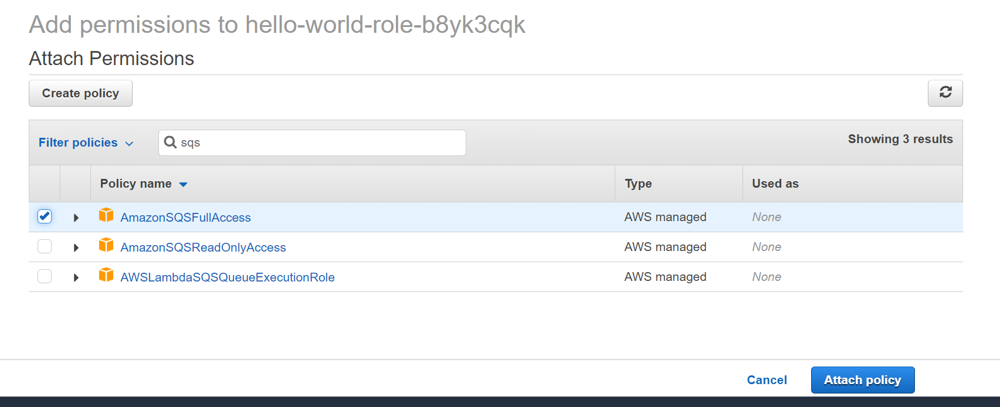 Add permissions to hello-world-role-b8yk3cqk
Attach Permissions
Create policy
Filter policies sqs Showing 3 results
Policy name Type Used as
AmazonSQSFullAccess AWS managed None
AmazonSQSReadOnlyAccess AWS managed None
AWSLambdaSQSQueueExecutionRole AWS managed None
Cancel Attach policy